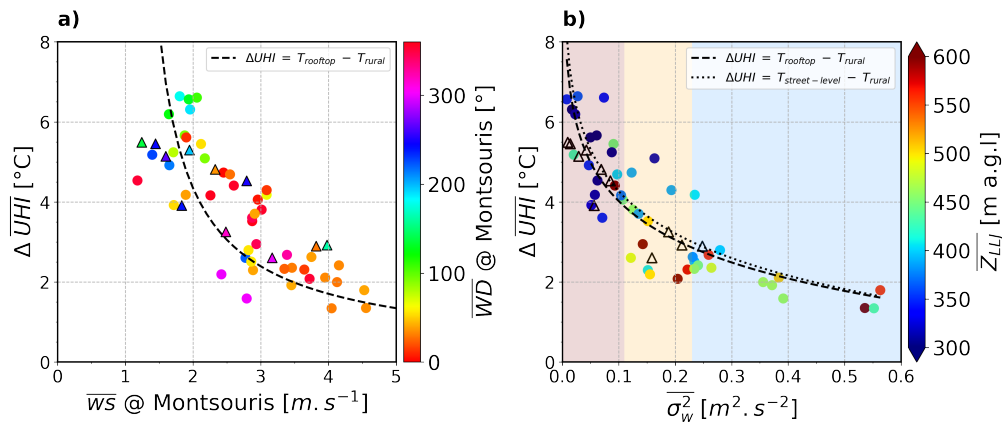 a)
8
6
4
2
0
Δ UHI [°C]
ΔUHI = T_rooftop − T_rural
0 1 2 3 4 5
ws @ Montsouris [m.s⁻¹]
300
200
100
0
WD @ Montsouris [°]
b)
8
6
4
2
0
Δ UHI [°C]
ΔUHI = T_rooftop − T_rural
ΔUHI = T_street−level − T_rural
0.0 0.1 0.2 0.3 0.4 0.5 0.6
σ_w² [m².s⁻²]
600
550
500
450
400
350
300
Z_LLJ [m a.g.l]